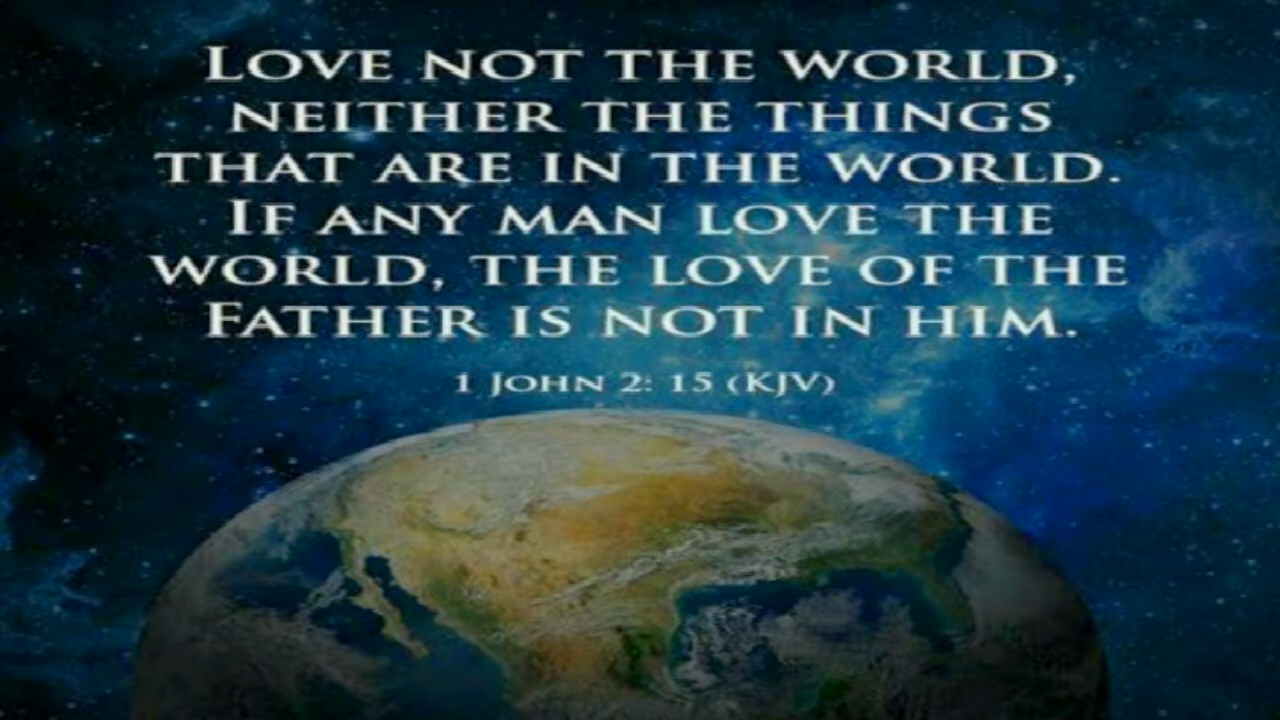 Love not the world,
neither the things
that are in the world.
If any man love the
world, the love of the
Father is not in him.
1 John 2: 15 (KJV)